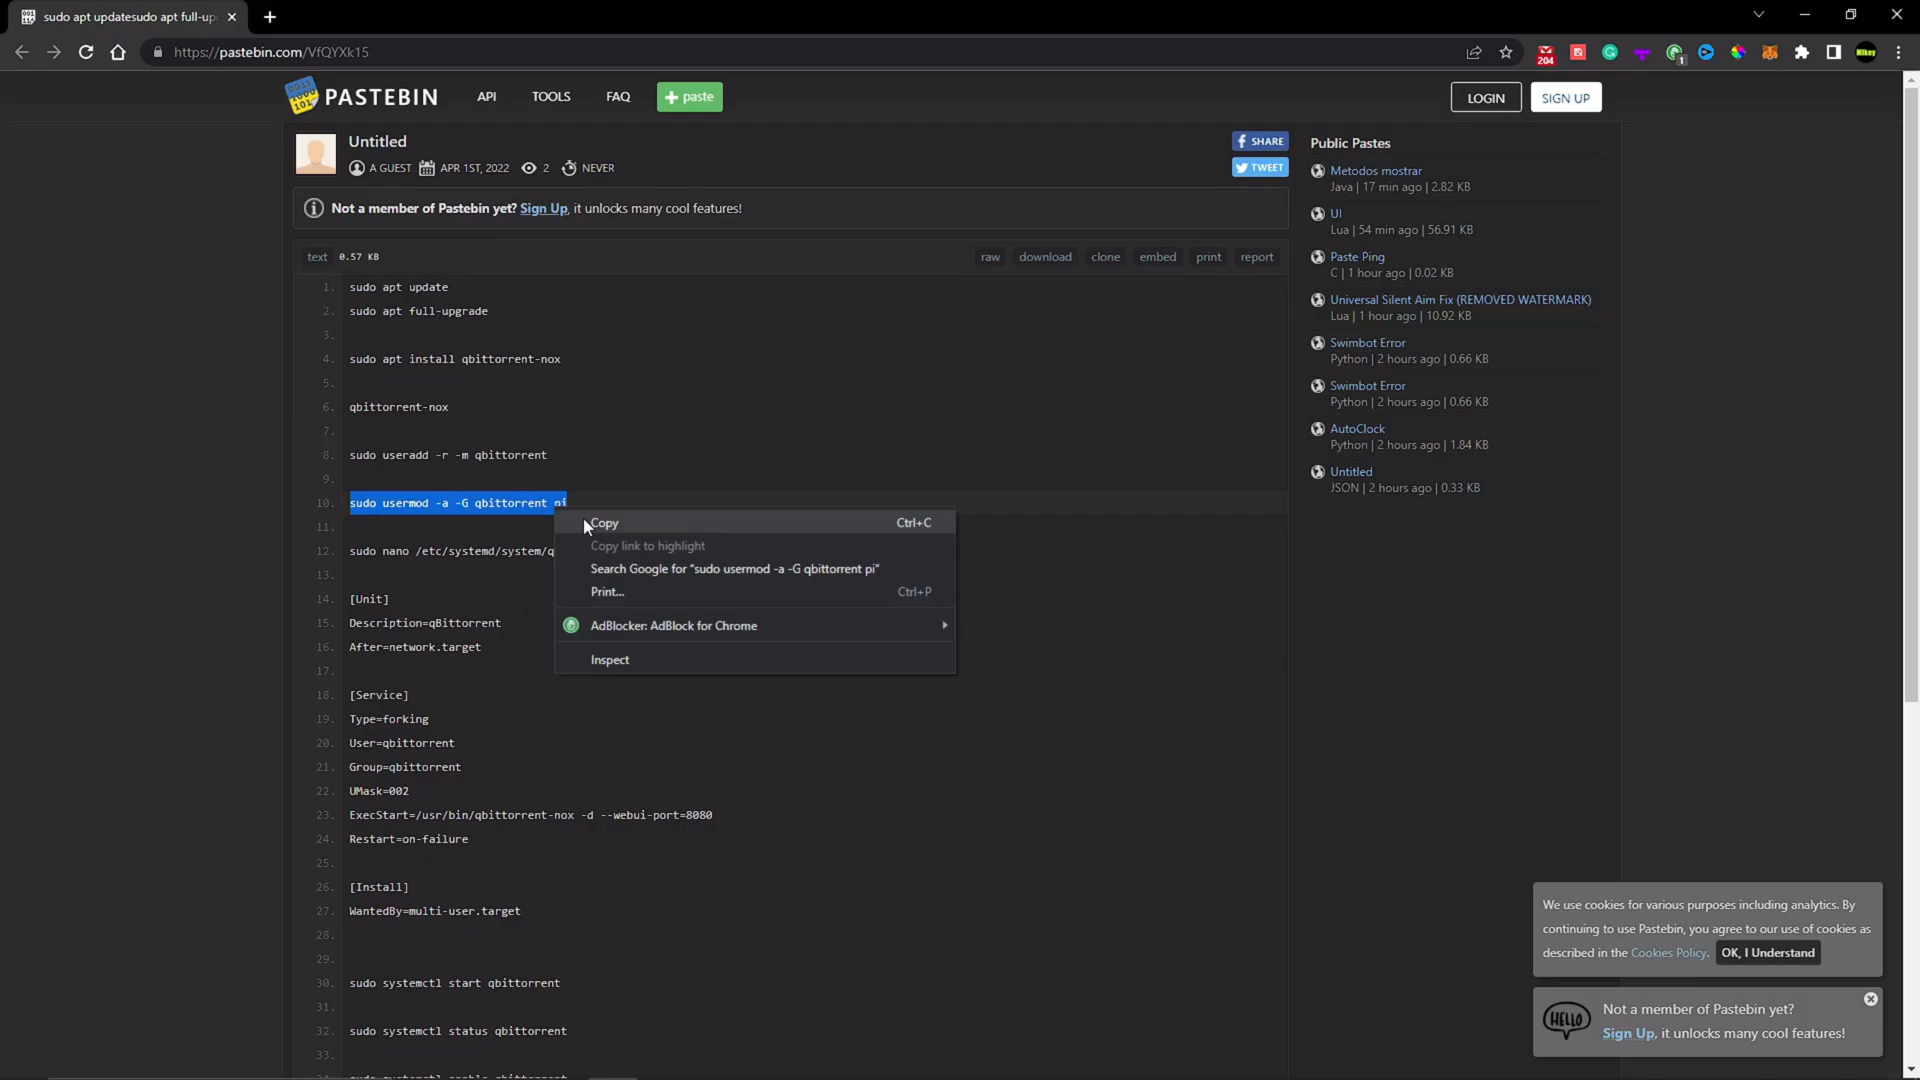 sudo apt updatesudo apt full-up
https://pastebin.com/VfQYXk15
204
1
Mikey
PASTEBIN
API
TOOLS
FAQ
paste
LOGIN
SIGN UP
Untitled
SHARE
A GUEST
APR 1ST, 2022
2
NEVER
TWEET
Not a member of Pastebin yet? Sign Up, it unlocks many cool features!
text 0.57 KB
raw
download
clone
embed
print
report
1. sudo apt update
2. sudo apt full-upgrade
3.
4. sudo apt install qbittorrent-nox
5.
6. qbittorrent-nox
7.
8. sudo useradd -r -m qbittorrent
9.
10. sudo usermod -a -G qbittorrent pi
11.
12. sudo nano /etc/systemd/system/q
13.
14. [Unit]
15. Description=qBittorrent
16. After=network.target
17.
18. [Service]
19. Type=forking
20. User=qbittorrent
21. Group=qbittorrent
22. UMask=002
23. ExecStart=/usr/bin/qbittorrent-nox -d --webui-port=8080
24. Restart=on-failure
25.
26. [Install]
27. WantedBy=multi-user.target
28.
29.
30. sudo systemctl start qbittorrent
31.
32. sudo systemctl status qbittorrent
33.
Copy Ctrl+C
Copy link to highlight
Search Google for “sudo usermod -a -G qbittorrent pi”
Print... Ctrl+P
AdBlocker: AdBlock for Chrome
Inspect
Public Pastes
Metodos mostrar
Java | 17 min ago | 2.82 KB
UI
Lua | 54 min ago | 56.91 KB
Paste Ping
C | 1 hour ago | 0.02 KB
Universal Silent Aim Fix (REMOVED WATERMARK)
Lua | 1 hour ago | 10.92 KB
Swimbot Error
Python | 2 hours ago | 0.66 KB
Swimbot Error
Python | 2 hours ago | 0.66 KB
AutoClock
Python | 2 hours ago | 1.84 KB
Untitled
JSON | 2 hours ago | 0.33 KB
We use cookies for various purposes including analytics. By
continuing to use Pastebin, you agree to our use of cookies as
described in the Cookies Policy. OK, I Understand
HELLO
Not a member of Pastebin yet?
Sign Up, it unlocks many cool features!